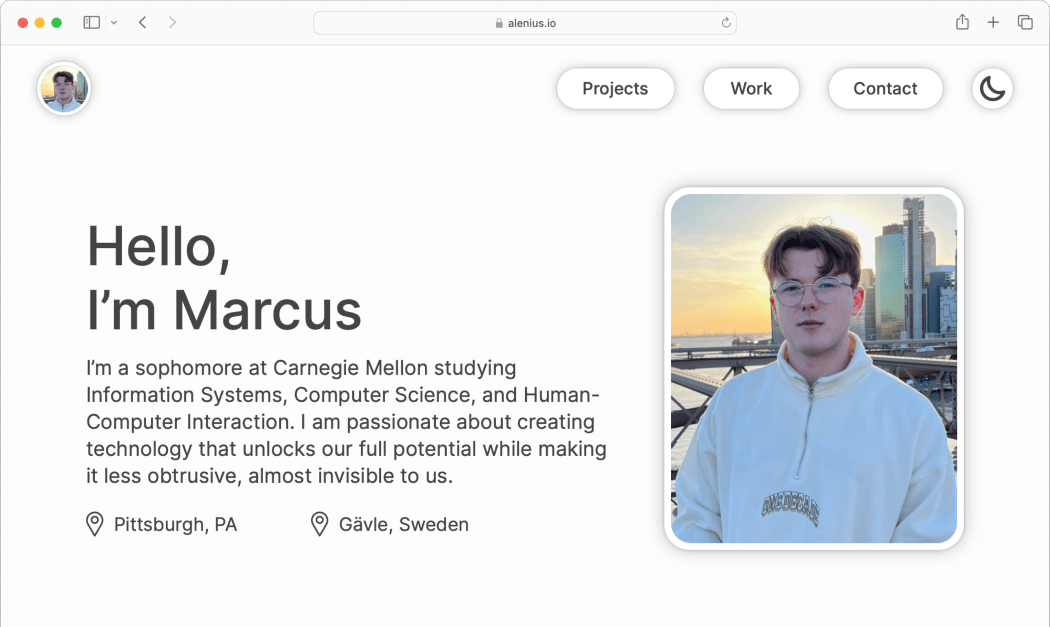 alenius.io
Projects
Work
Contact
Hello,
I’m Marcus
I’m a sophomore at Carnegie Mellon studying
Information Systems, Computer Science, and Human-
Computer Interaction. I am passionate about creating
technology that unlocks our full potential while making
it less obtrusive, almost invisible to us.
Pittsburgh, PA
Gävle, Sweden